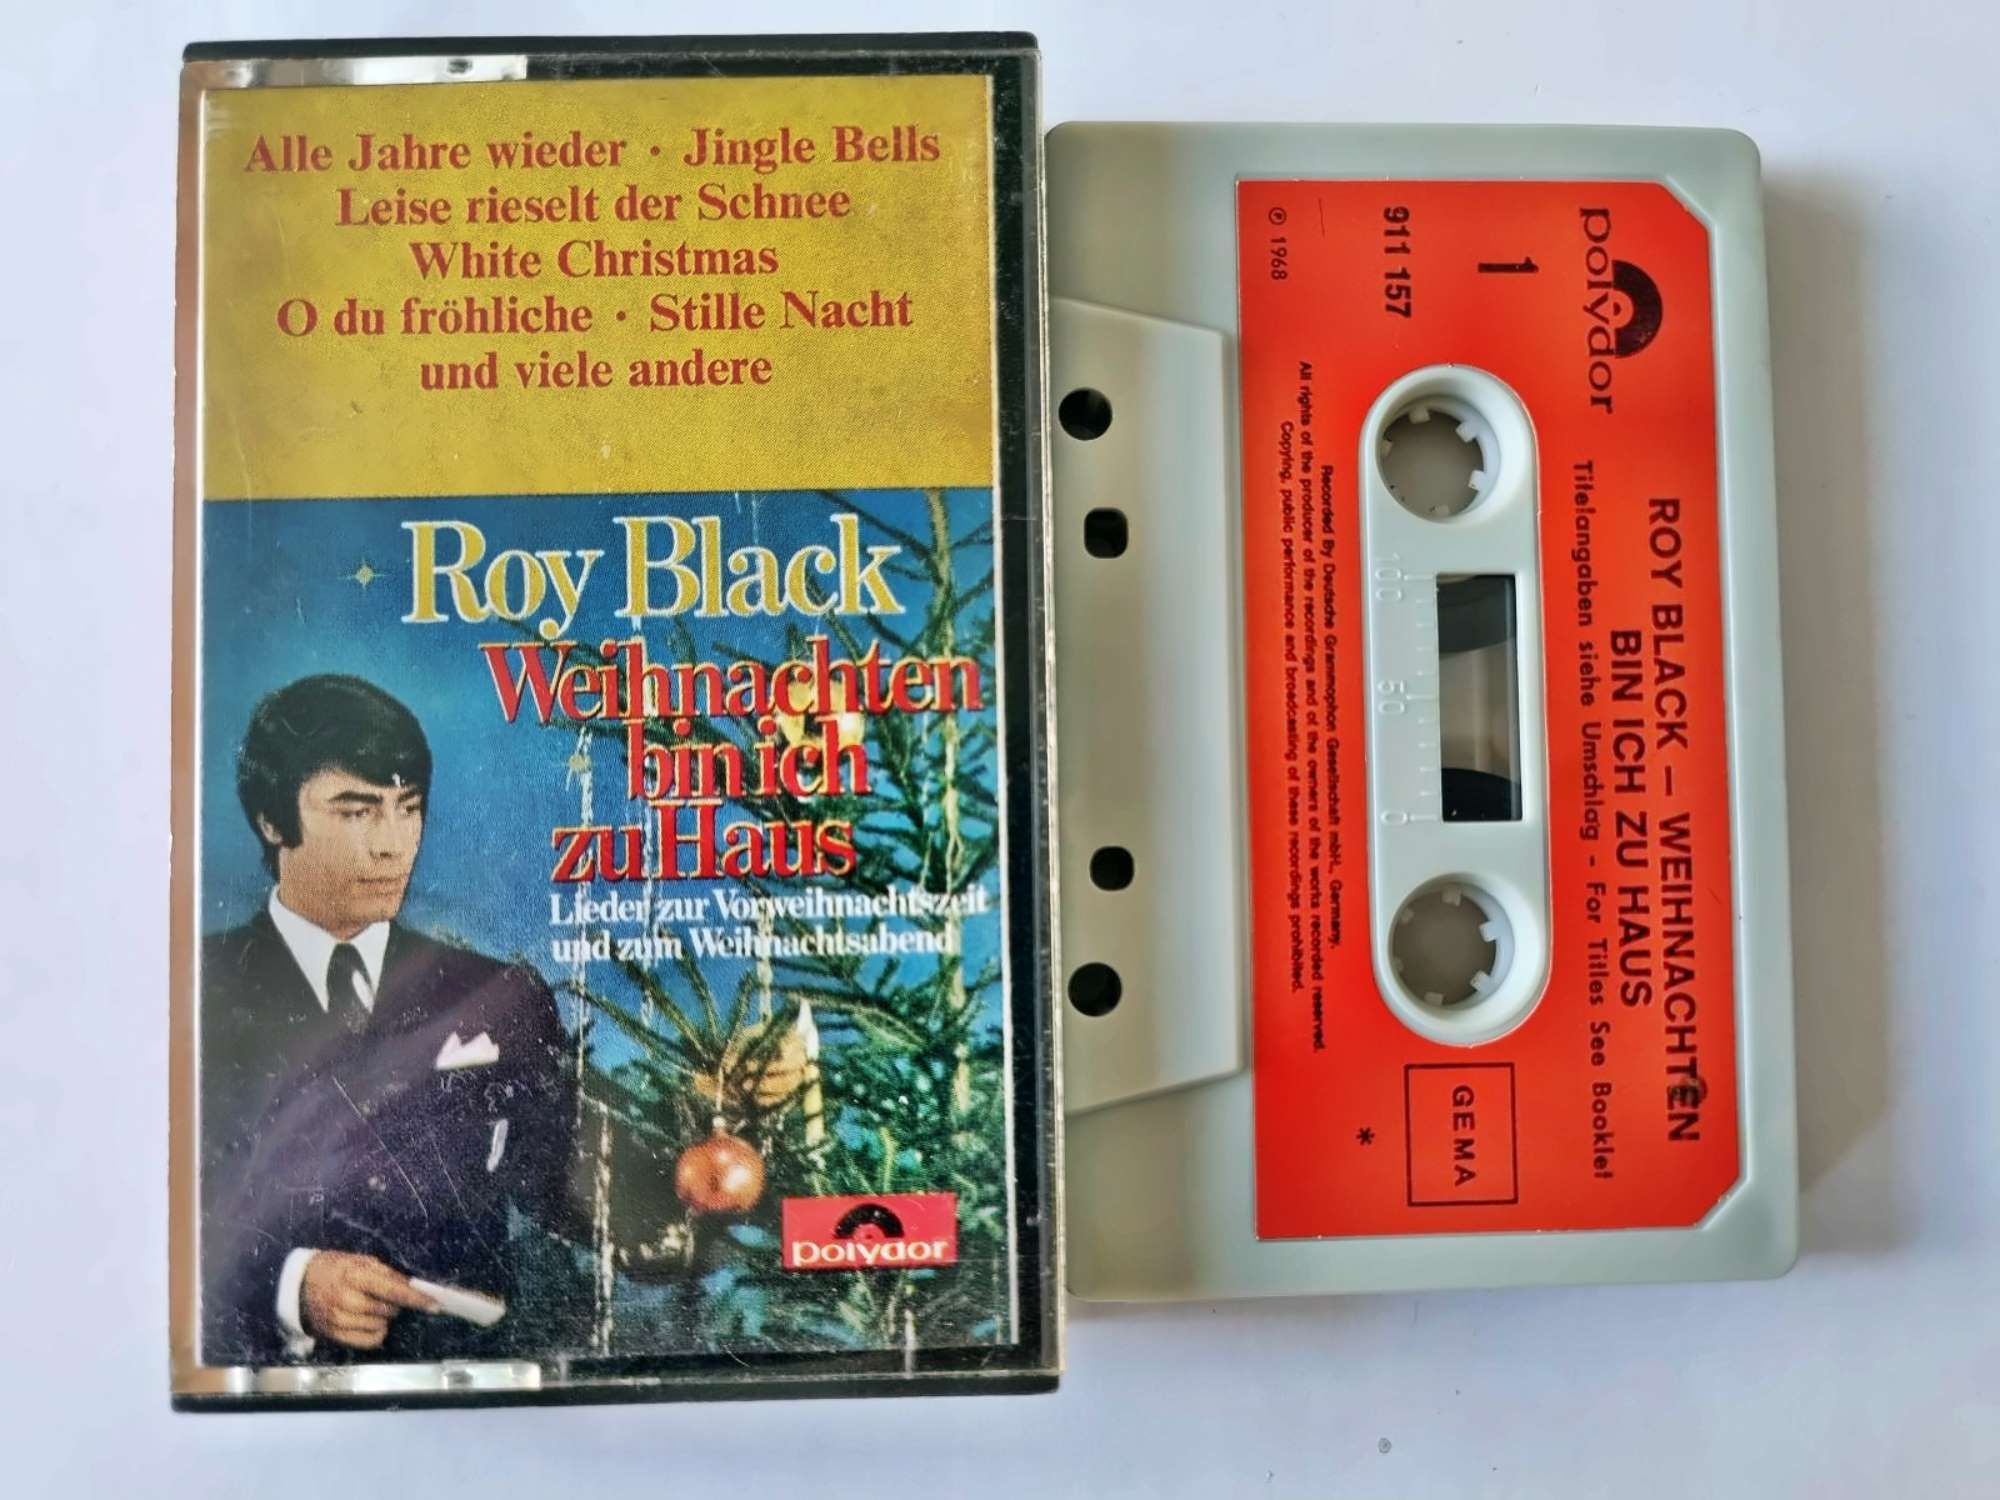 Alle Jahre wieder · Jingle Bells
Leise rieselt der Schnee
White Christmas
O du fröhliche · Stille Nacht
und viele andere
Roy Black
Weihnachten
bin ich
zu Haus
Lieder zur Vorweihnachtszeit
und zum Weihnachtsabend
polydor
polydor
ROY BLACK – WEIHNACHTEN
BIN ICH ZU HAUS
Titelangaben siehe Umschlag – For Titles See Booklet
1
GEMA
911 157
*
100 50 0
℗ 1968
Recorded By Deutsche Grammophon Gesellschaft mbH., Germany.
All rights of the producer of the recordings and of the owners of the works recorded reserved.
Copying, public performance and broadcasting of these recordings prohibited.